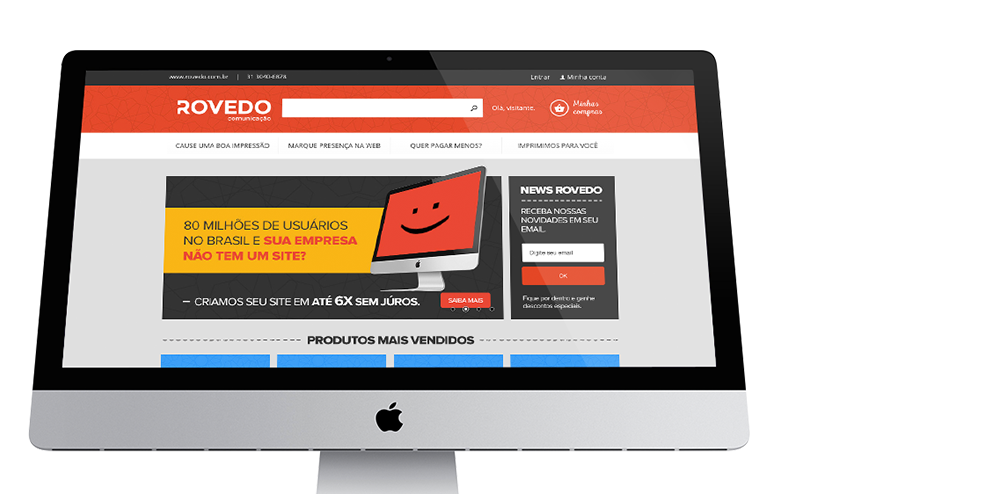 www.rovedo.com.br | 31 3040-6878 Entrar Minha conta
ROVEDO
comunicação
Olá, visitante.
Minhas
compras
CAUSE UMA BOA IMPRESSÃO MARQUE PRESENÇA NA WEB QUER PAGAR MENOS? IMPRIMIMOS PARA VOCÊ
80 MILHÕES DE USUÁRIOS
NO BRASIL E SUA EMPRESA
NÃO TEM UM SITE?
– CRIAMOS SEU SITE EM ATÉ 6X SEM JÚROS.
SAIBA MAIS
NEWS ROVEDO
RECEBA NOSSAS
NOVIDADES EM SEU
EMAIL.
Digite seu email
OK
Fique por dentro e ganhe
descontos especiais.
PRODUTOS MAIS VENDIDOS